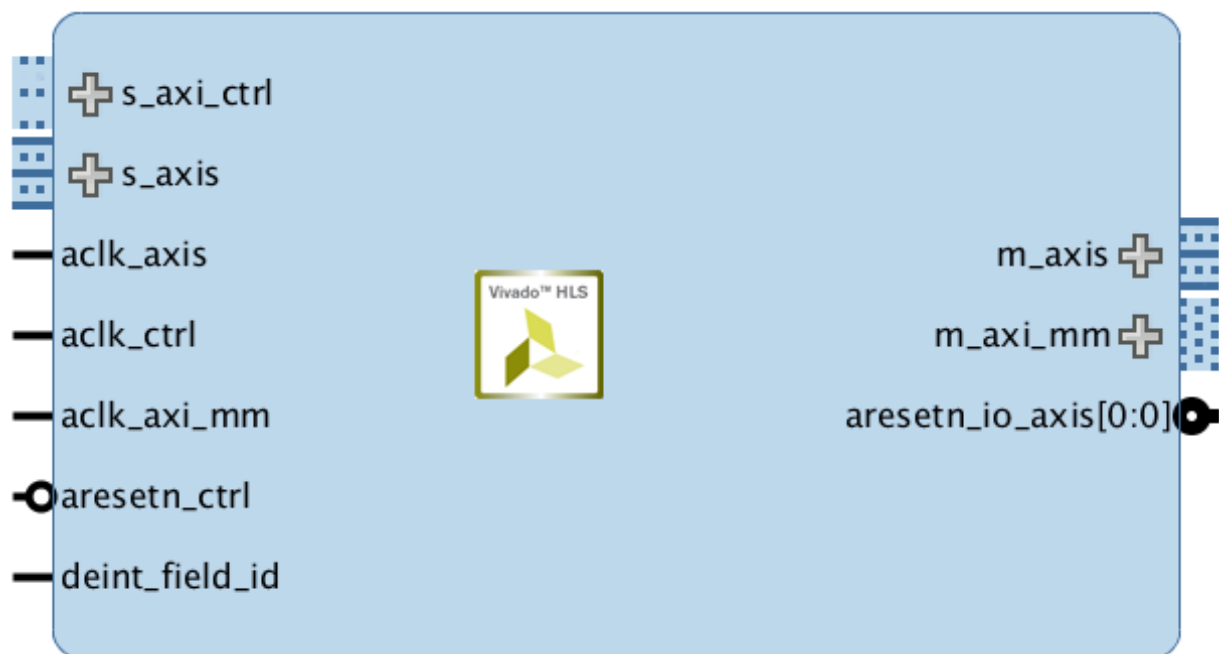 s_axi_ctrl
s_axis
aclk_axis
aclk_ctrl
aclk_axi_mm
aresetn_ctrl
deint_field_id
Vivado™ HLS
m_axis
m_axi_mm
aresetn_io_axis[0:0]